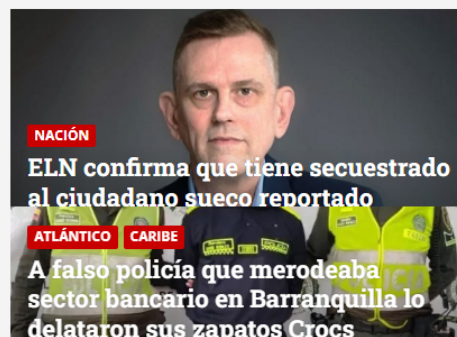 NACIÓN
ELN confirma que tiene secuestrado
al ciudadano sueco reportado
ATLÁNTICO CARIBE
A falso policía que merodeaba
sector bancario en Barranquilla lo
delataron sus zapatos Crocs